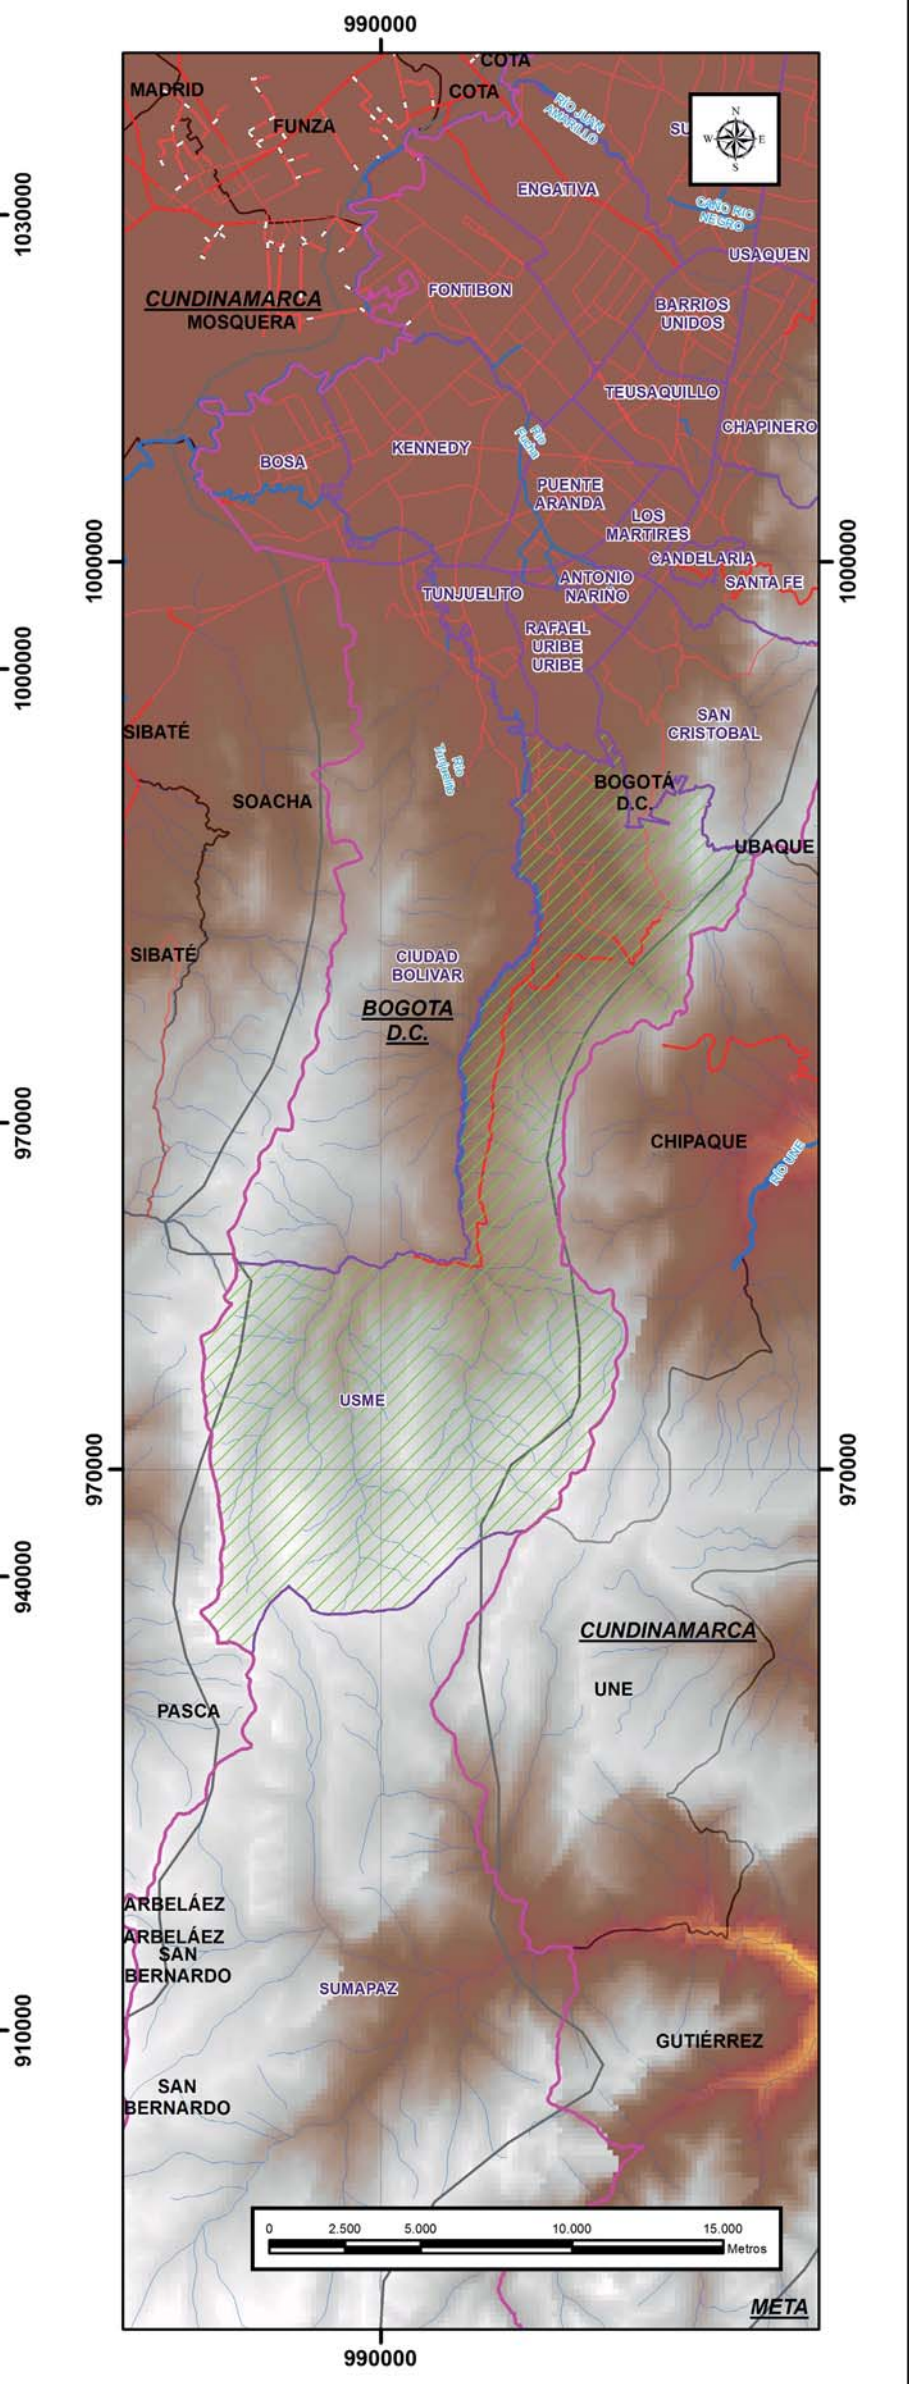 990000
COTA
MADRID
COTA
RÍO JUAN
AMARILLO
FUNZA
SU
N
W
E
S
ENGATIVA
1030000
CAÑO RIO
NEGRO
USAQUEN
FONTIBON
CUNDINAMARCA
MOSQUERA
BARRIOS
UNIDOS
TEUSAQUILLO
CHAPINERO
Río
Fucha
KENNEDY
BOSA
PUENTE
ARANDA
LOS
MARTIRES
1000000
1000000
CANDELARIA
SANTA FE
ANTONIO
NARIÑO
TUNJUELITO
RAFAEL
URIBE
URIBE
1000000
SAN
CRISTOBAL
SIBATÉ
Río
Tunjuelito
BOGOTÁ
D.C.
SOACHA
UBAQUE
SIBATÉ
CIUDAD
BOLIVAR
BOGOTA
D.C.
970000
CHIPAQUE
RÍO UNE
USME
970000
970000
940000
CUNDINAMARCA
UNE
PASCA
ARBELÁEZ
ARBELÁEZ
SAN
BERNARDO
SUMAPAZ
910000
GUTIÉRREZ
SAN
BERNARDO
0 2.500 5.000 10.000 15.000
Metros
META
990000